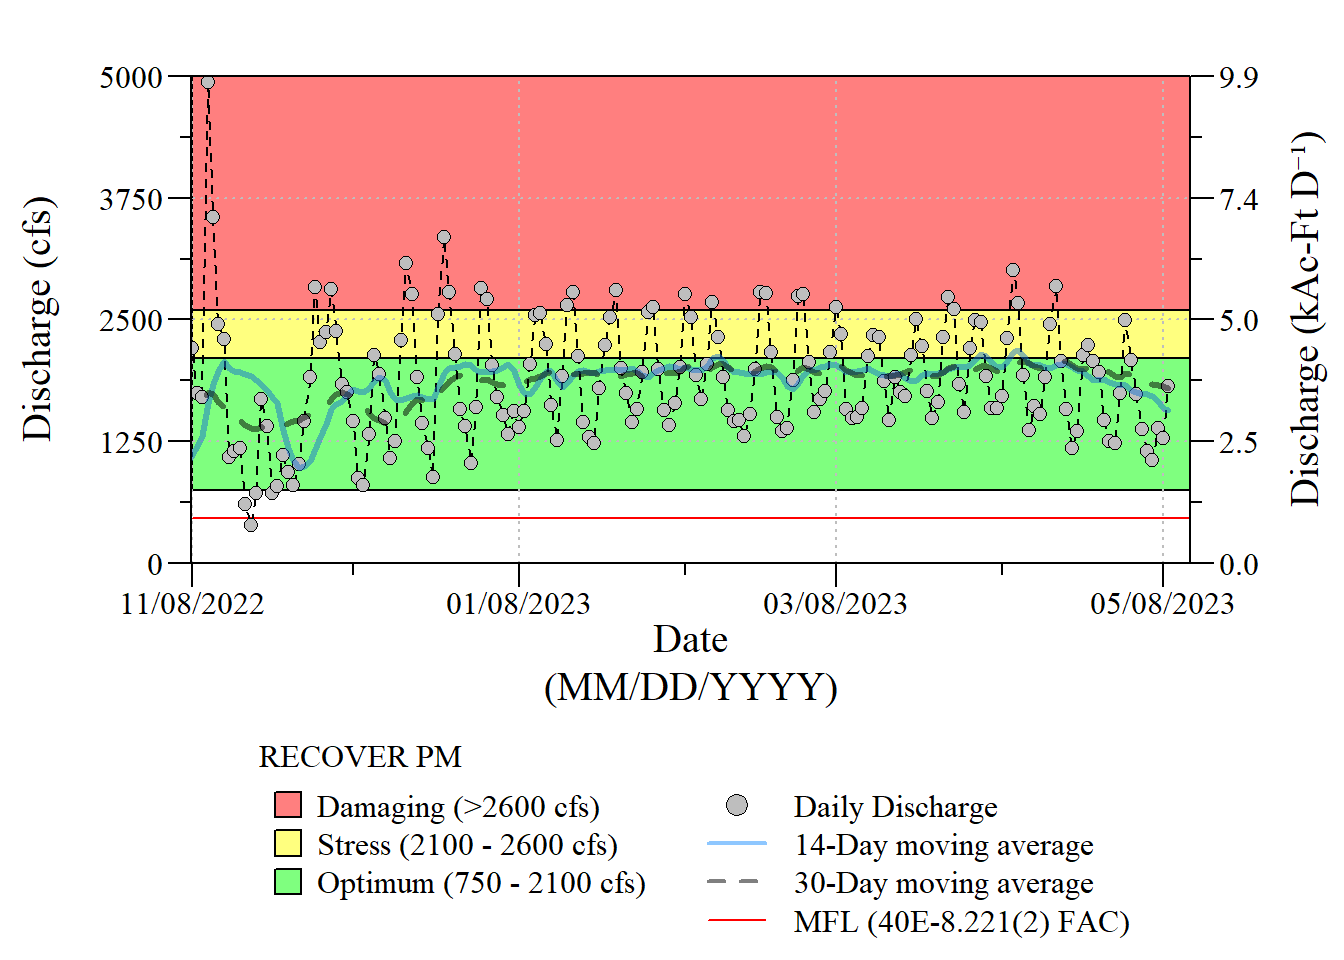 5000
3750
2500
1250
0
Discharge (cfs)
9.9
7.4
5.0
2.5
0.0
Discharge (kAc-Ft D⁻¹)
11/08/2022
01/08/2023
03/08/2023
05/08/2023
Date
(MM/DD/YYYY)
RECOVER PM
Damaging (>2600 cfs)
Stress (2100 - 2600 cfs)
Optimum (750 - 2100 cfs)
Daily Discharge
14-Day moving average
30-Day moving average
MFL (40E-8.221(2) FAC)